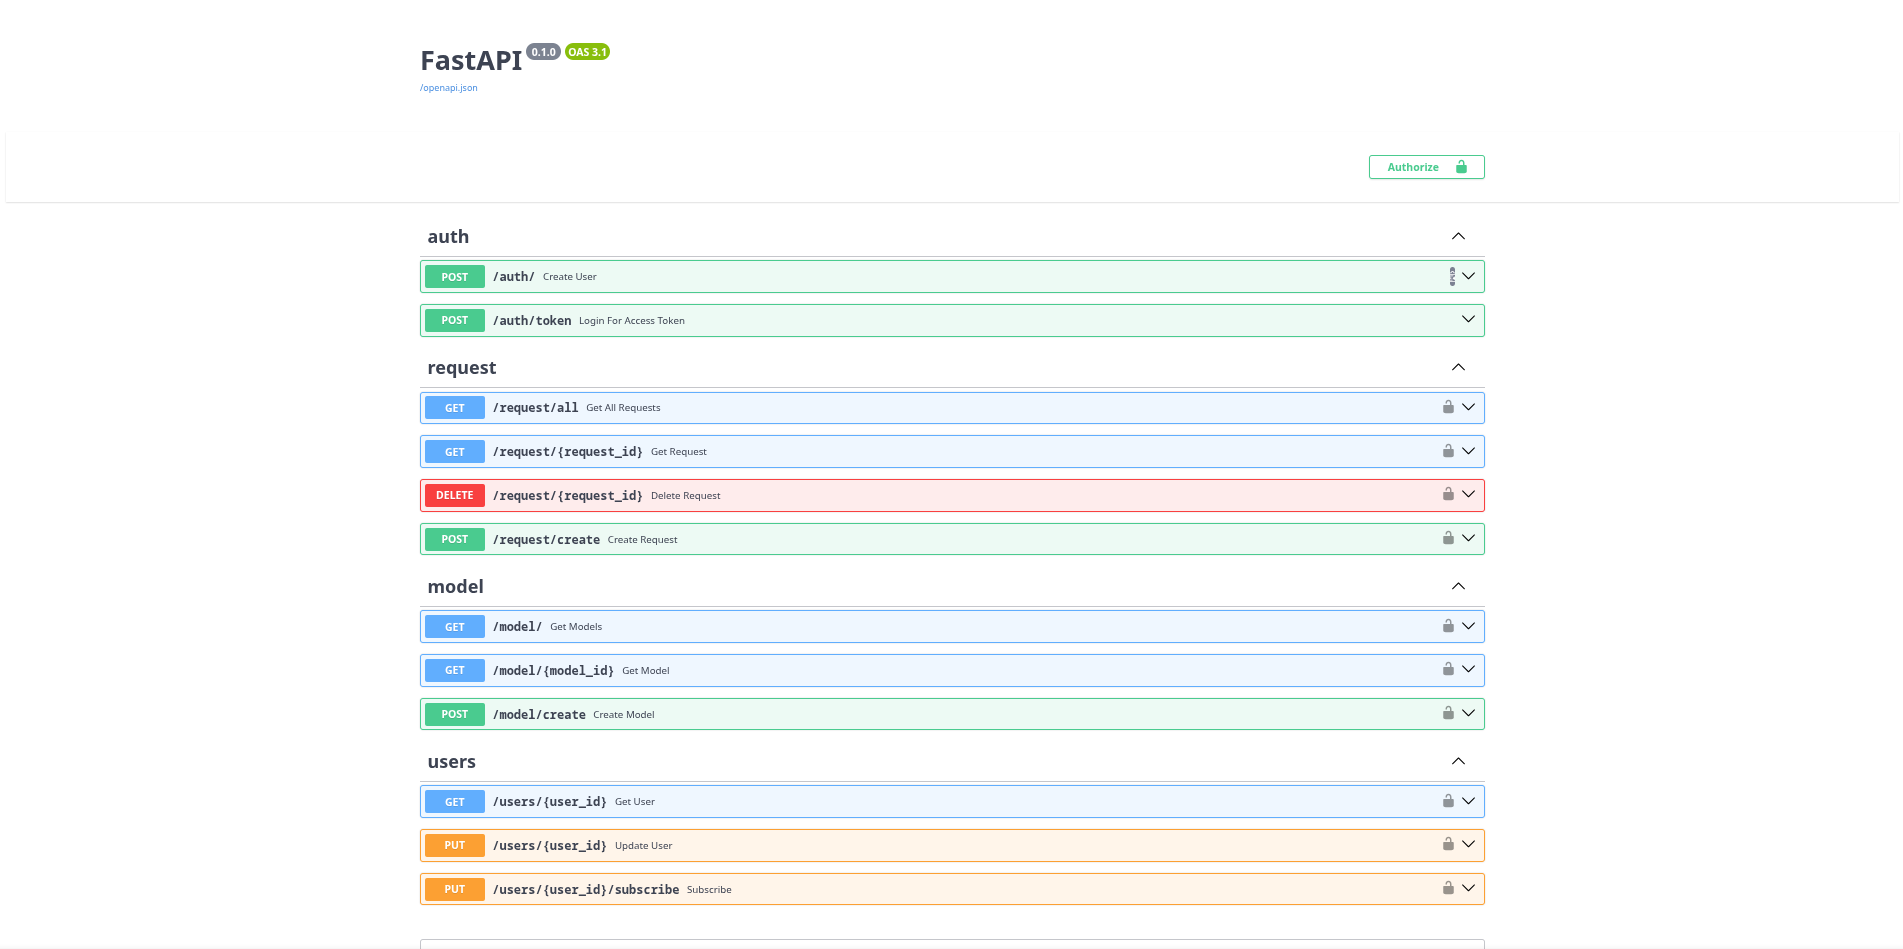 FastAPI 0.1.0 OAS 3.1
/openapi.json
Authorize
auth
POST /auth/ Create User
POST /auth/token Login For Access Token
request
GET /request/all Get All Requests
GET /request/{request_id} Get Request
DELETE /request/{request_id} Delete Request
POST /request/create Create Request
model
GET /model/ Get Models
GET /model/{model_id} Get Model
POST /model/create Create Model
users
GET /users/{user_id} Get User
PUT /users/{user_id} Update User
PUT /users/{user_id}/subscribe Subscribe